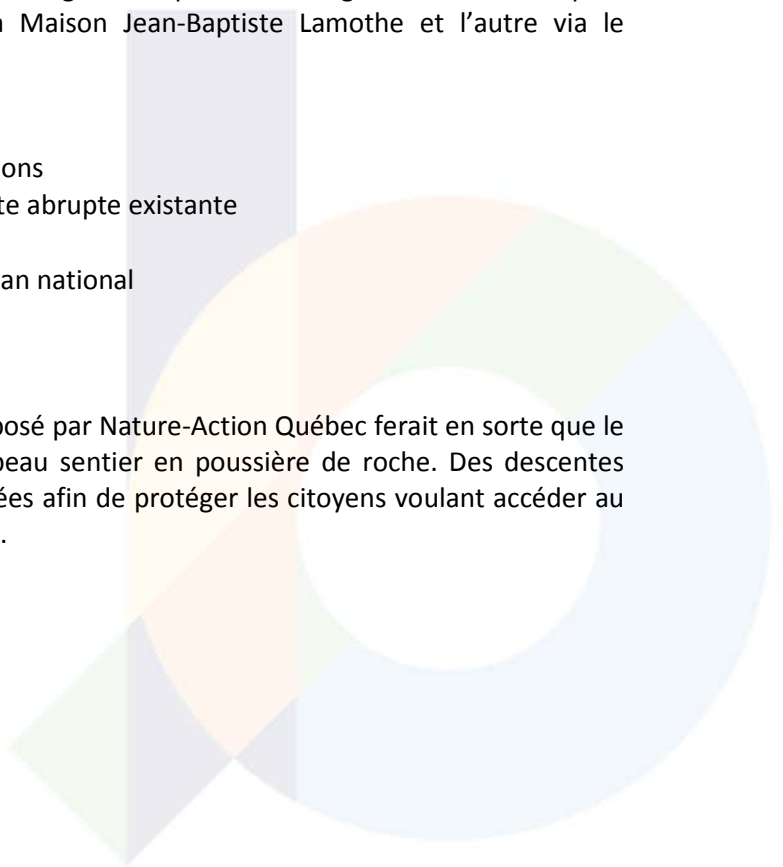 Maison Jean-Baptiste Lamothe et l’autre via le
te abrupte existante
an national
posé par Nature-Action Québec ferait en sorte que le
beau sentier en poussière de roche. Des descentes
ées afin de protéger les citoyens voulant accéder au
.